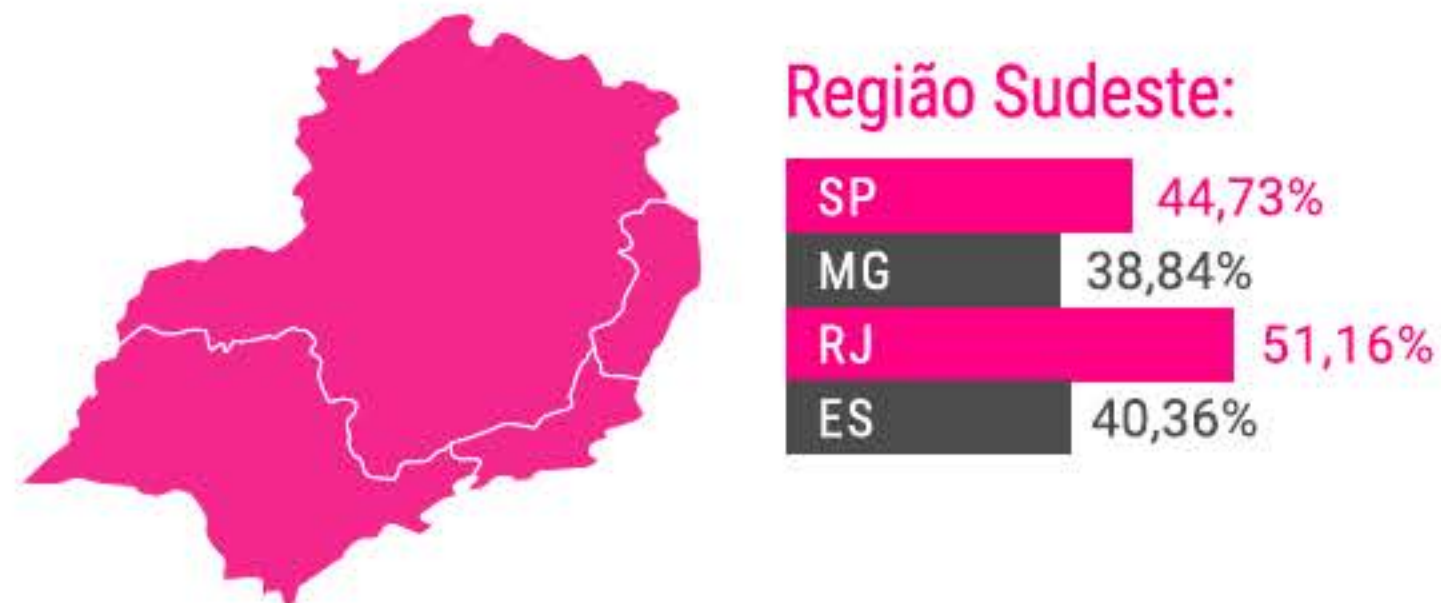 Região Sudeste:
SP 44,73%
MG 38,84%
RJ 51,16%
ES 40,36%